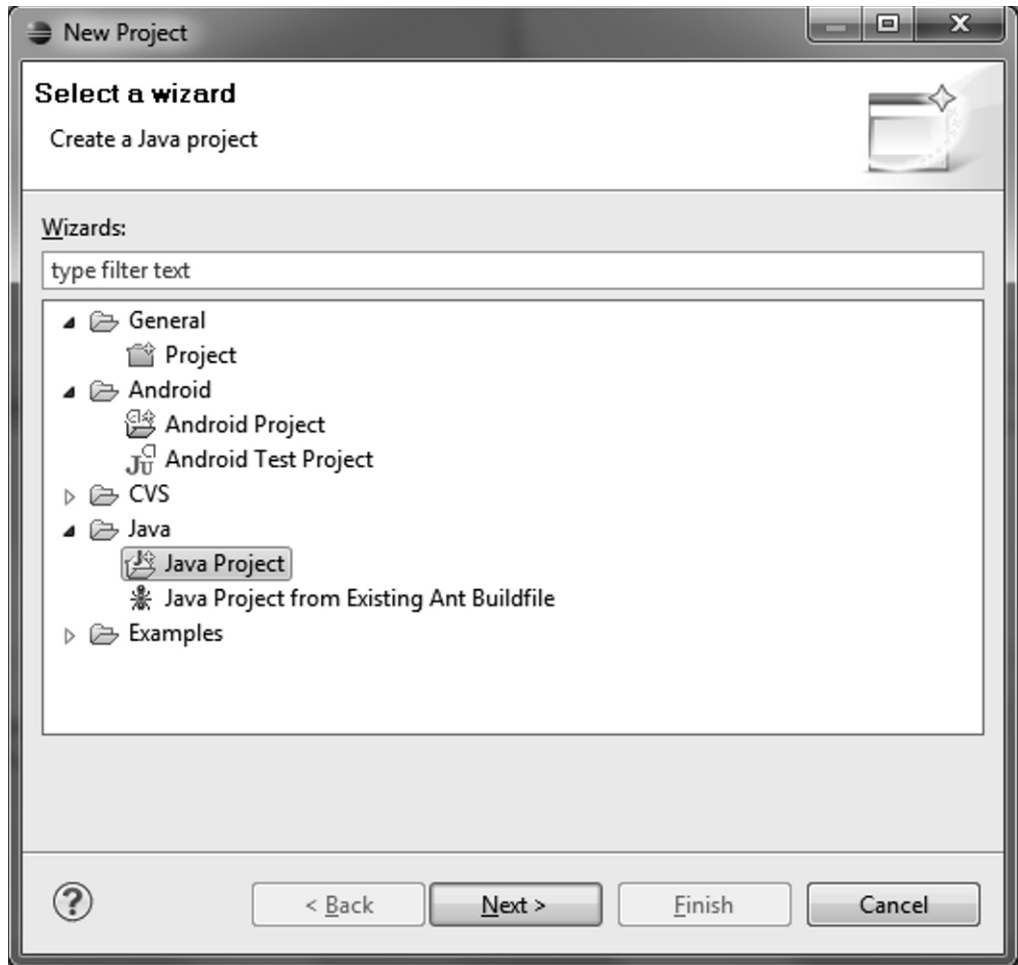 New Project
Select a wizard
Create a Java project
Wizards:
type filter text
General
Project
Android
Android Project
Android Test Project
CVS
Java
Java Project
Java Project from Existing Ant Buildfile
Examples
< Back Next > Finish Cancel